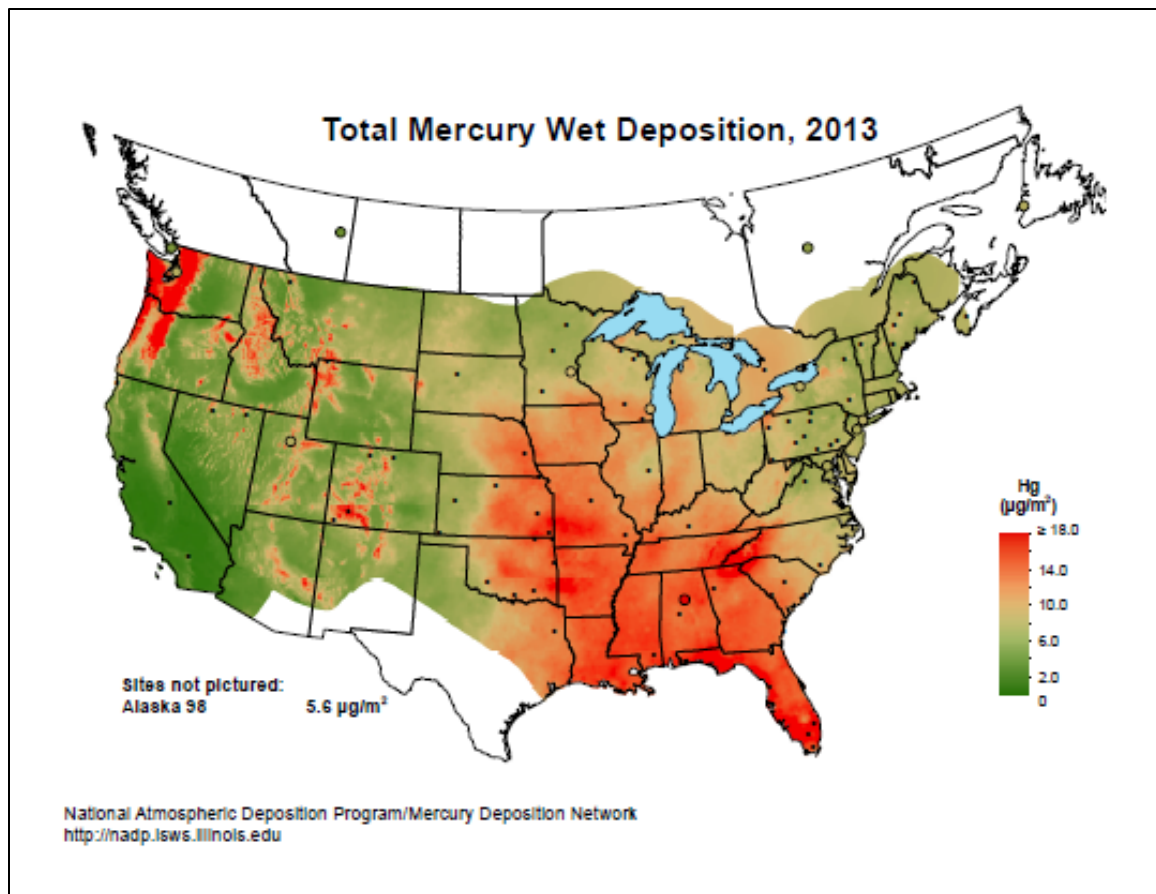 Total Mercury Wet Deposition, 2013
Hg
(µg/m²)
≥ 18.0
14.0
10.0
6.0
2.0
0
Sites not pictured:
Alaska 98 5.6 µg/m²
National Atmospheric Deposition Program/Mercury Deposition Network
http://nadp.isws.illinois.edu